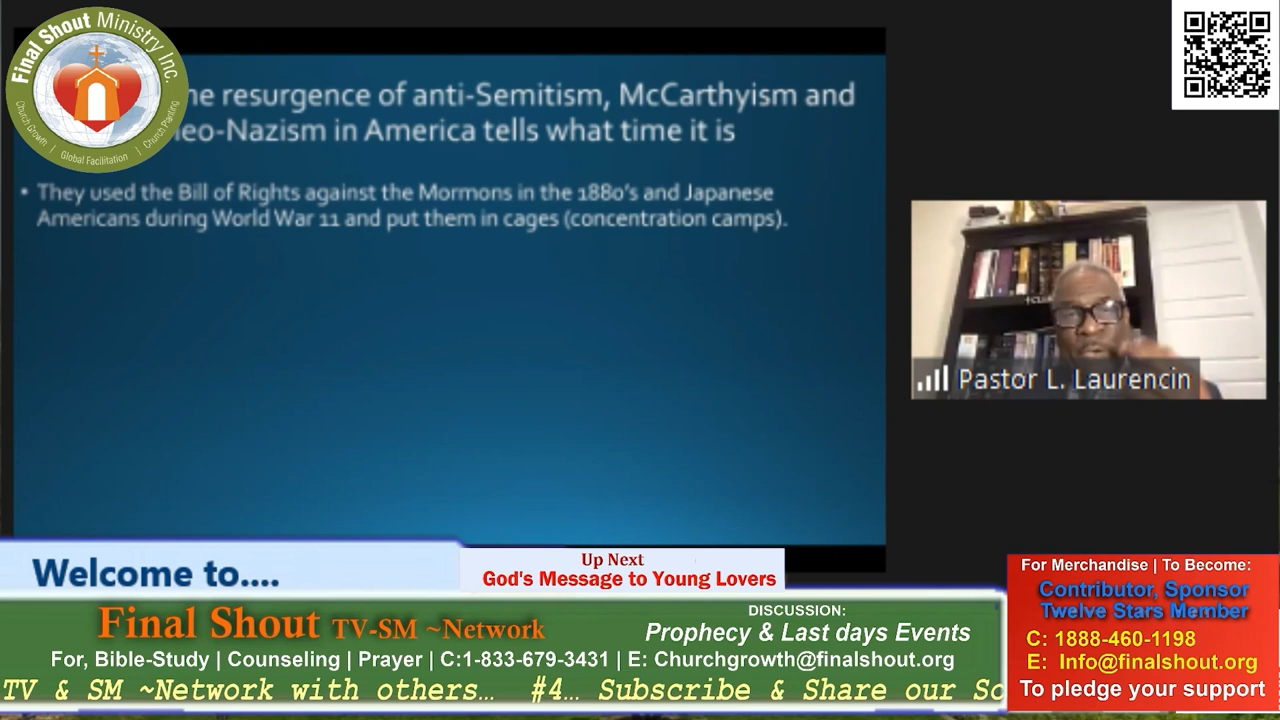 Final Shout Ministry Inc.
Church Growth | Global Facilitation | Church Planting
he resurgence of anti-Semitism, McCarthyism and
eo-Nazism in America tells what time it is
• They used the Bill of Rights against the Mormons in the 1880's and Japanese
Americans during World War 11 and put them in cages (concentration camps).
Pastor L. Laurencin
Welcome to....
Up Next
God's Message to Young Lovers
Final Shout TV-SM ~Network
DISCUSSION:
Prophecy & Last days Events
For, Bible-Study | Counseling | Prayer | C:1-833-679-3431 | E: Churchgrowth@finalshout.org
TV & SM ~Network with others… #4… Subscribe & Share our So
For Merchandise | To Become:
Contributor, Sponsor
Twelve Stars Member
C: 1888-460-1198
E: Info@finalshout.org
To pledge your support